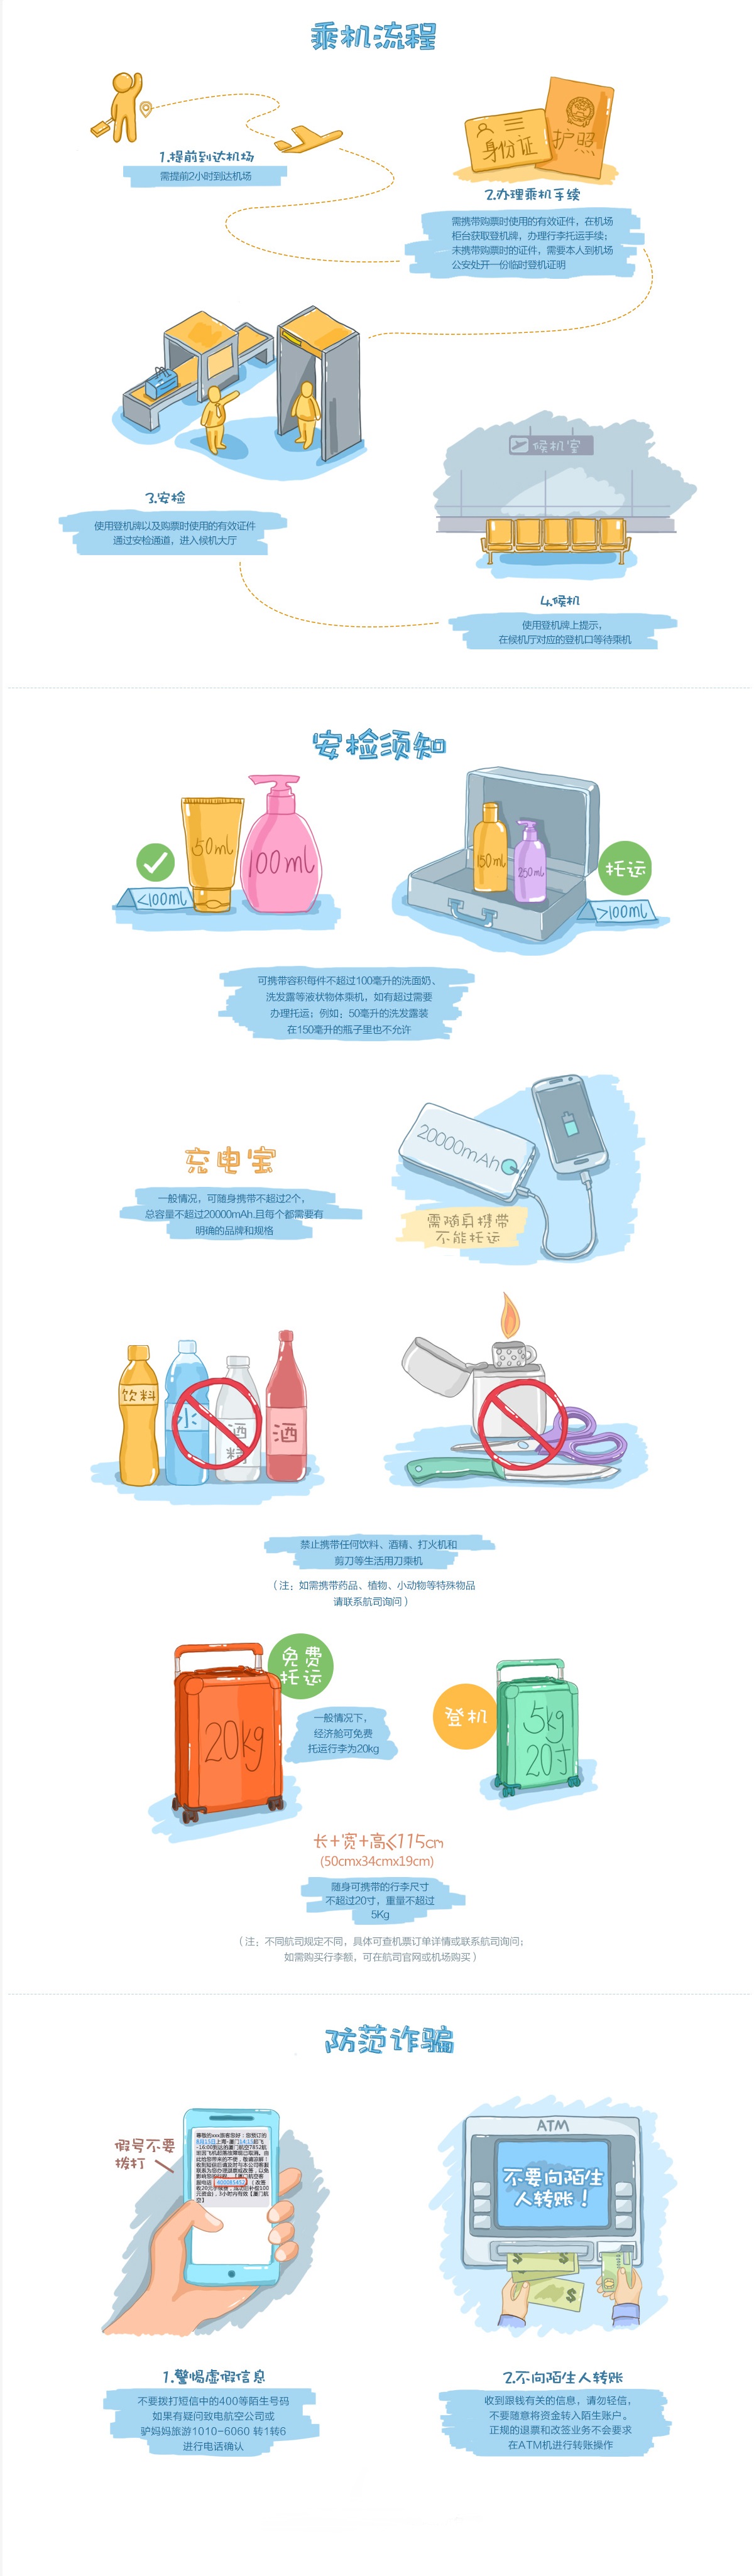 乘机流程
1.提前到达机场
需提前2小时到达机场
身份证
护照
2.办理乘机手续
需携带购票时使用的有效证件，在机场
柜台获取登机牌，办理行李托运手续；
未携带购票时的证件，需要本人到机场
公安处开一份临时登机证明
3.安检
使用登机牌以及购票时使用的有效证件
通过安检通道，进入候机大厅
候机室
4.候机
使用登机牌上提示，
在候机厅对应的登机口等待乘机
安检须知
50ml
100ml
<100ml
150ml
250ml
托运
>100ml
可携带容积每件不超过100毫升的洗面奶、
洗发露等液状物体乘机，如有超过需要
办理托运；例如；50毫升的洗发露装
在150毫升的瓶子里也不允许
充电宝
一般情况，可随身携带不超过2个，
总容量不超过20000mAh.且每个都需要有
明确的品牌和规格
20000mAh
需随身携带
不能托运
饮料
水
酒
精
酒
禁止携带任何饮料、酒精、打火机和
剪刀等生活用刀乘机
（注；如需携带药品、植物、小动物等特殊物品
请联系航司询问）
20kg
免费
托运
一般情况下，
经济舱可免费
托运行李为20kg
登机
5kg
20寸
长+宽+高≤115cm
(50cmx34cmx19cm)
随身可携带的行李尺寸
不超过20寸，重量不超过
5Kg
（注；不同航司规定不同，具体可查机票订单详情或联系航司询问；
如需购买行李额，可在航司官网或机场购买）
防范诈骗
假号不要
拨打
ATM
不要向陌生
人转账！
$
$
$
1.警惕虚假信息
不要拨打短信中的400等陌生号码
如果有疑问致电航空公司或
驴妈妈旅游1010-6060 转1转6
进行电话确认
2.不向陌生人转账
收到跟钱有关的信息，请勿轻信，
不要随意将资金转入陌生账户。
正规的退票和改签业务不会要求
在ATM机进行转账操作